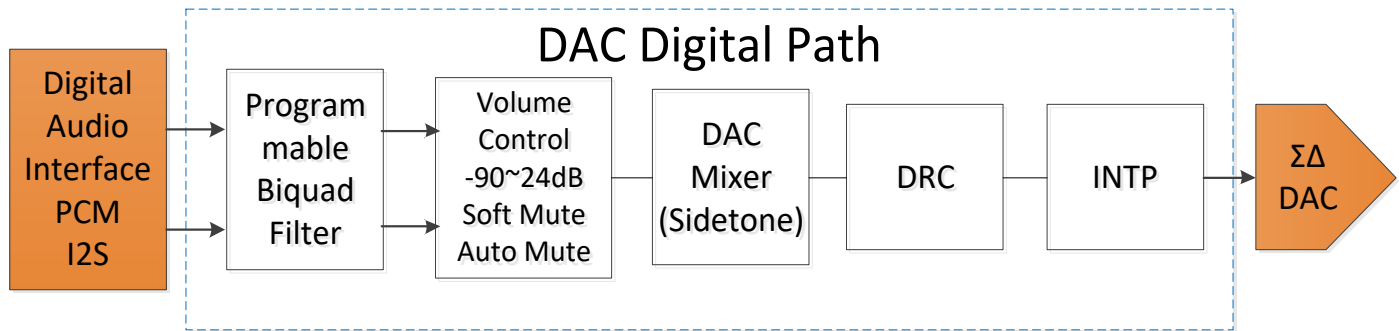 DAC Digital Path
Digital
Audio
Interface
PCM
I2S
Program
mable
Biquad
Filter
Volume
Control
-90~24dB
Soft Mute
Auto Mute
DAC
Mixer
(Sidetone)
DRC
INTP
ΣΔ
DAC